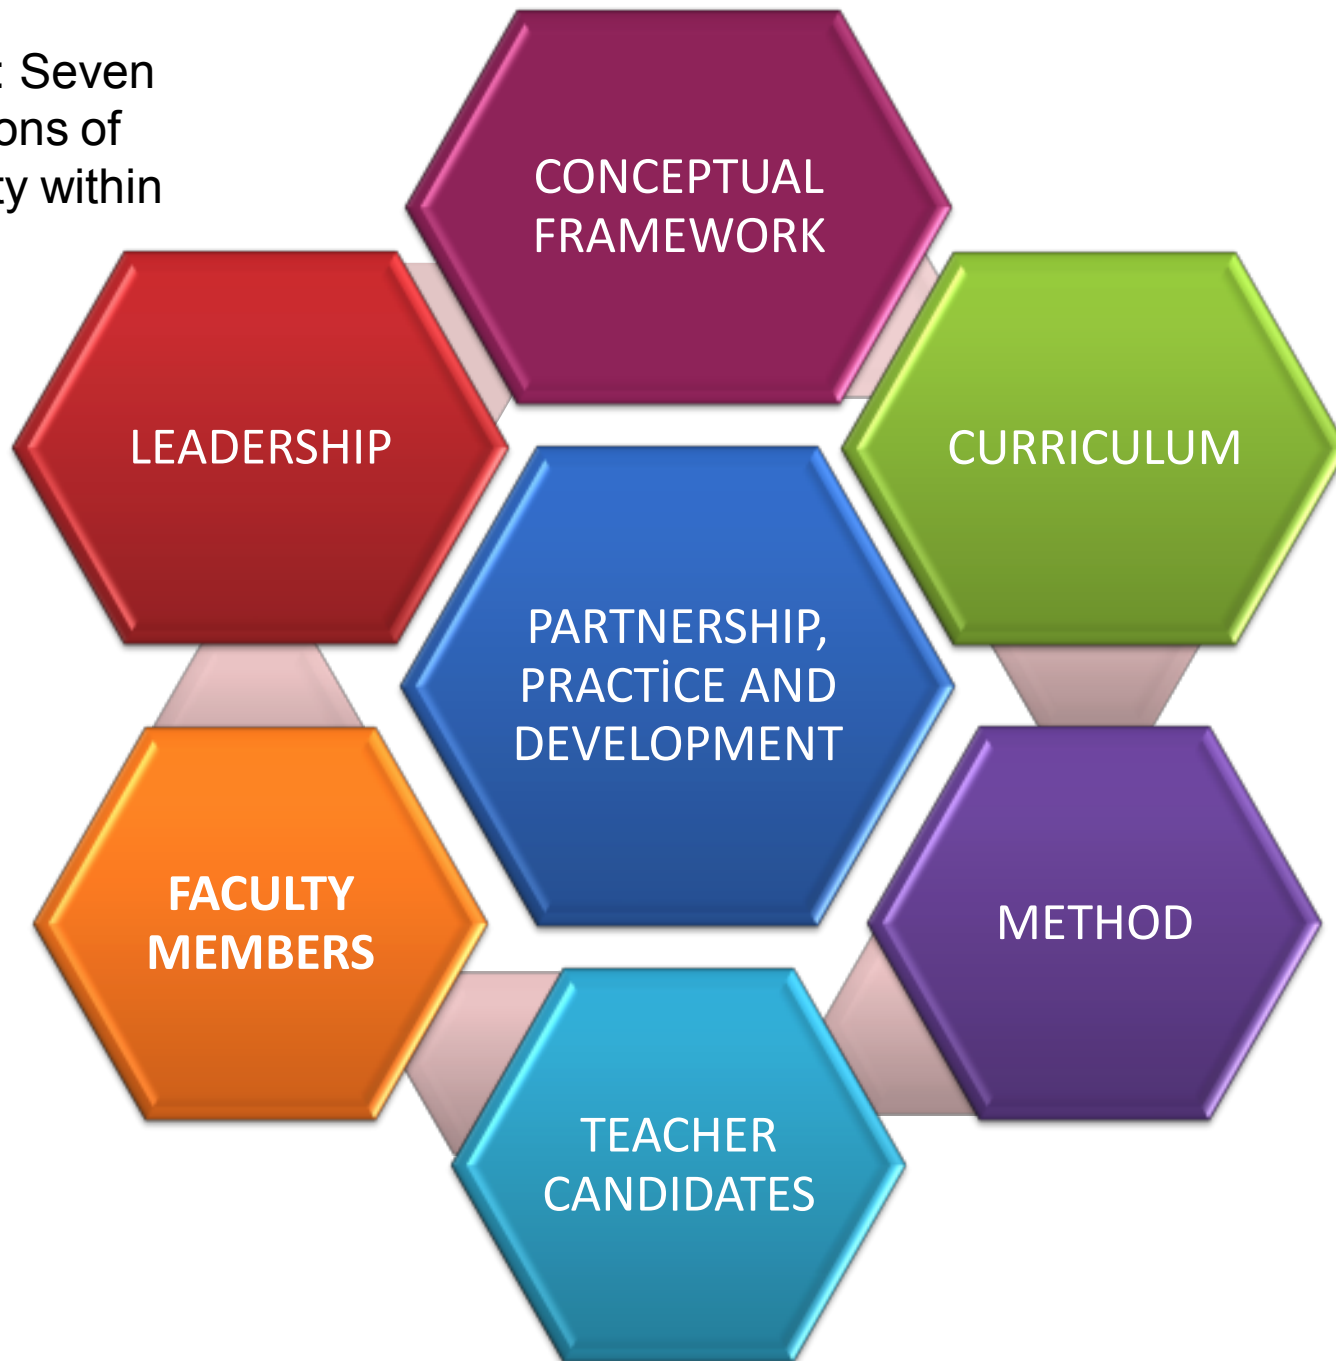 : Seven
ons of
ty within
CONCEPTUAL
FRAMEWORK
LEADERSHIP
CURRICULUM
PARTNERSHIP,
PRACTİCE AND
DEVELOPMENT
FACULTY
MEMBERS
METHOD
TEACHER
CANDIDATES